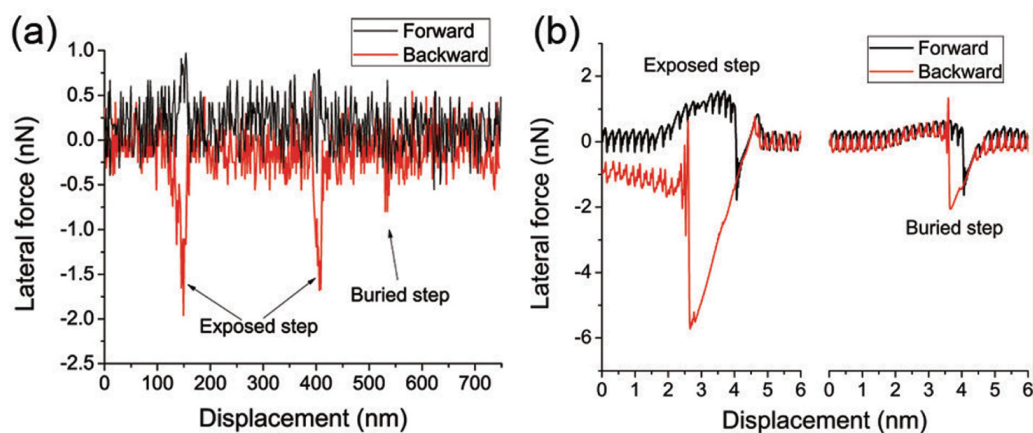 (a)
Forward
Backward
1.0
0.5
0.0
-0.5
-1.0
-1.5
-2.0
-2.5
Lateral force (nN)
Buried step
Exposed step
0 100 200 300 400 500 600 700
Displacement (nm)
(b)
Forward
Backward
Exposed step
2
0
-2
-4
-6
Lateral force (nN)
Buried step
0 1 2 3 4 5 6 0 1 2 3 4 5 6
Displacement (nm) Displacement (nm)